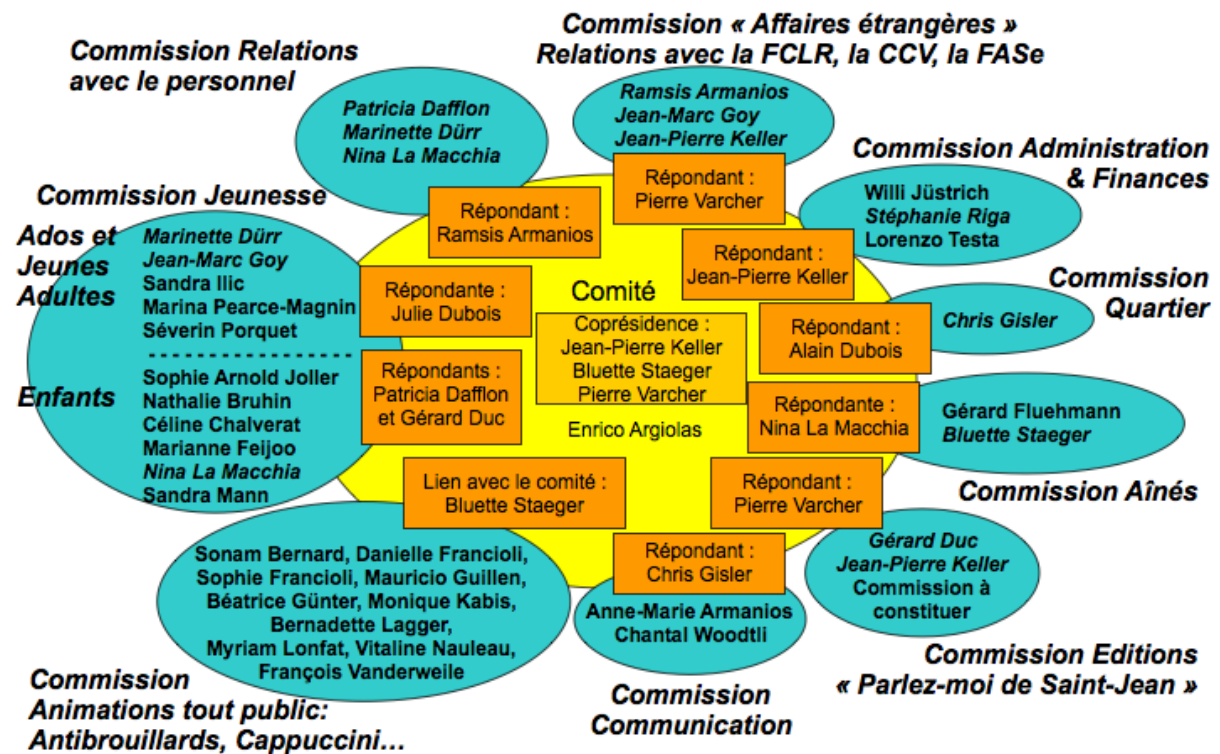 Commission « Affaires étrangères »
Relations avec la FCLR, la CCV, la FASe
Commission Relations
avec le personnel
Patricia Dafflon
Marinette Dürr
Nina La Macchia
Répondant :
Ramsis Armanios
Ramsis Armanios
Jean-Marc Goy
Jean-Pierre Keller
Répondant :
Pierre Varcher
Commission Administration
& Finances
Willi Jüstrich
Stéphanie Riga
Lorenzo Testa
Répondant :
Jean-Pierre Keller
Commission Jeunesse
Ados et
Jeunes
Adultes
Marinette Dürr
Jean-Marc Goy
Sandra Ilic
Marina Pearce-Magnin
Séverin Porquet
Répondante :
Julie Dubois
- - - - - - - - - - - - - - - - - - -
Enfants
Sophie Arnold Joller
Nathalie Bruhin
Céline Chalverat
Marianne Feijoo
Nina La Macchia
Sandra Mann
Répondants :
Patricia Dafflon
et Gérard Duc
Comité
Coprésidence :
Jean-Pierre Keller
Bluette Staeger
Pierre Varcher
Enrico Argiolas
Commission
Quartier
Chris Gisler
Répondant :
Alain Dubois
Répondante :
Nina La Macchia
Gérard Fluehmann
Bluette Staeger
Commission Aînés
Lien avec le comité :
Bluette Staeger
Sonam Bernard, Danielle Francioli,
Sophie Francioli, Mauricio Guillen,
Béatrice Günter, Monique Kabis,
Bernadette Lagger,
Myriam Lonfat, Vitaline Nauleau,
François Vanderweile
Commission
Animations tout public:
Antibrouillards, Cappuccini…
Répondant :
Chris Gisler
Anne-Marie Armanios
Chantal Woodtli
Commission
Communication
Répondant :
Pierre Varcher
Gérard Duc
Jean-Pierre Keller
Commission à
constituer
Commission Editions
« Parlez-moi de Saint-Jean »